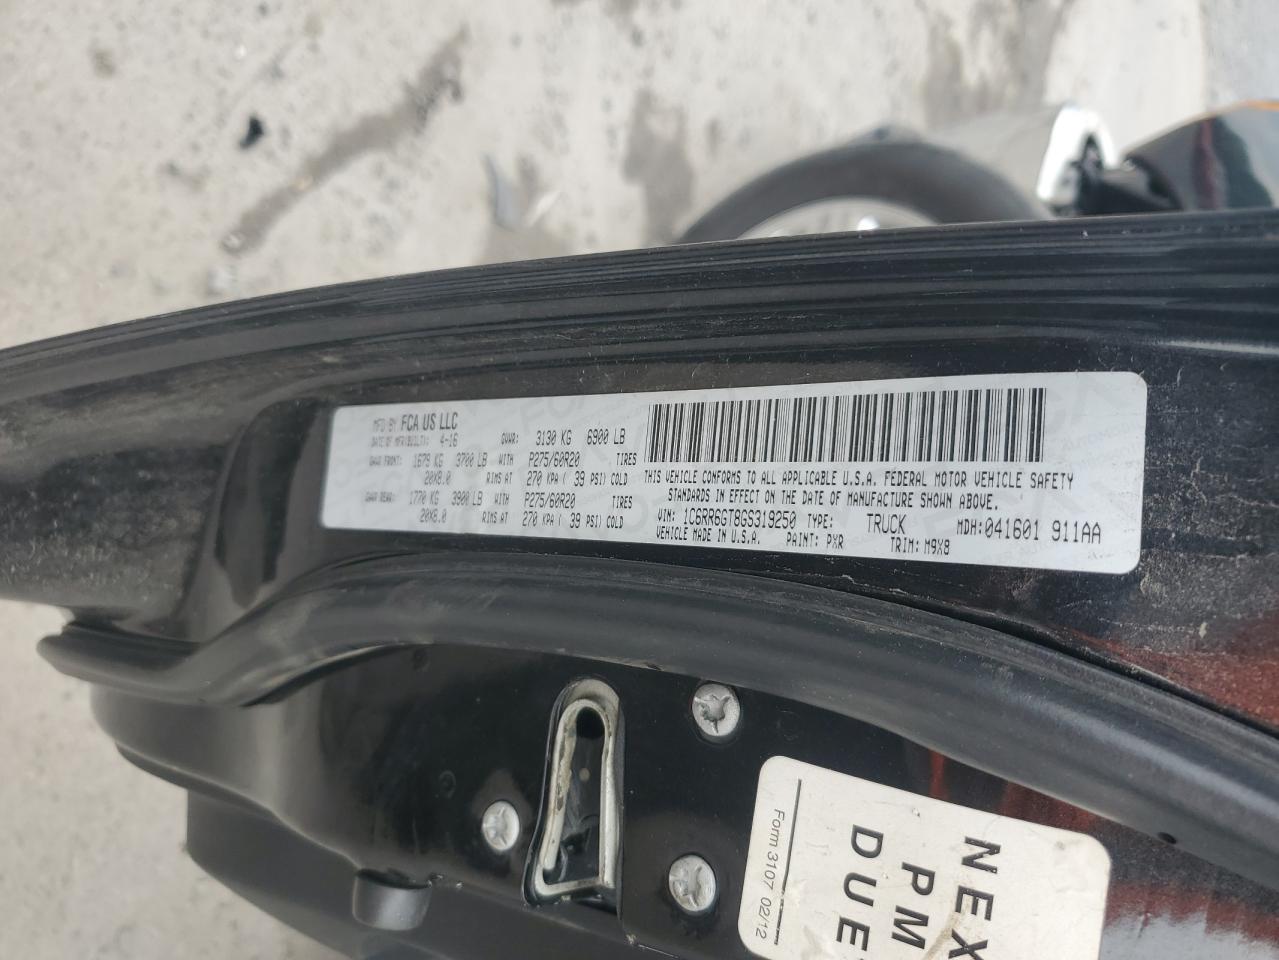 MFD BY FCA US LLC
DATE OF MFR(BUILT): 4-16 GVWR: 3130 KG 6900 LB
GAWR FRONT: 1679 KG 3700 LB WITH P275/60R20 TIRES
20X8.0 RIMS AT 270 KPA ( 39 PSI) COLD
GAWR REAR: 1770 KG 3900 LB WITH P275/60R20 TIRES
20X8.0 RIMS AT 270 KPA ( 39 PSI) COLD
THIS VEHICLE CONFORMS TO ALL APPLICABLE U.S.A. FEDERAL MOTOR VEHICLE SAFETY
STANDARDS IN EFFECT ON THE DATE OF MANUFACTURE SHOWN ABOVE.
VIN: 1C6RR6GT8GS319250 TYPE: TRUCK MDH:041601 911AA
VEHICLE MADE IN U.S.A. PAINT: PXR TRIM: M9X8
NEX
PM
DUE
Form 3107 02/12